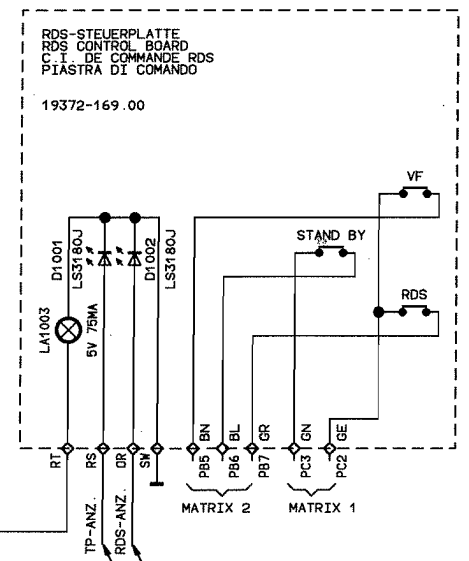 RDS-STEUERPLATTE
RDS CONTROL BOARD
C.I. DE COMMANDE RDS
PIASTRA DI COMANDO
19372-169.00
VF
STAND BY
RDS
D1001
LS3180J
D1002
LS3180J
LA1003
5V 75MA
BN
BL
GR
GN
GE
RT
RS
OR
SW
PB5
PB6
PB7
PC3
PC2
MATRIX 2
MATRIX 1
TP-ANZ.
RDS-ANZ.